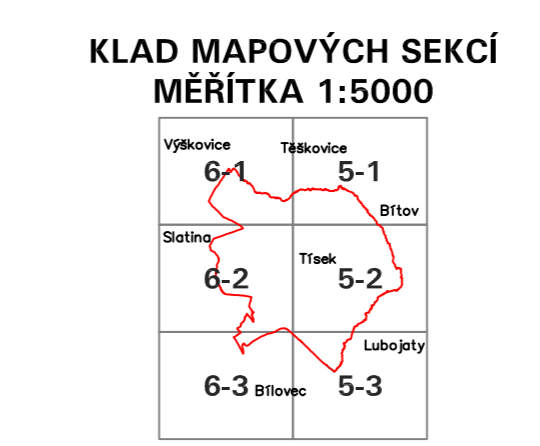 KLAD MAPOVÝCH SEKCÍ
MĚŘÍTKA 1:5000
Výškovice
Těškovice
6-1
5-1
Bítov
Slatina
Tísek
6-2
5-2
Lubojaty
6-3
Bílovec
5-3